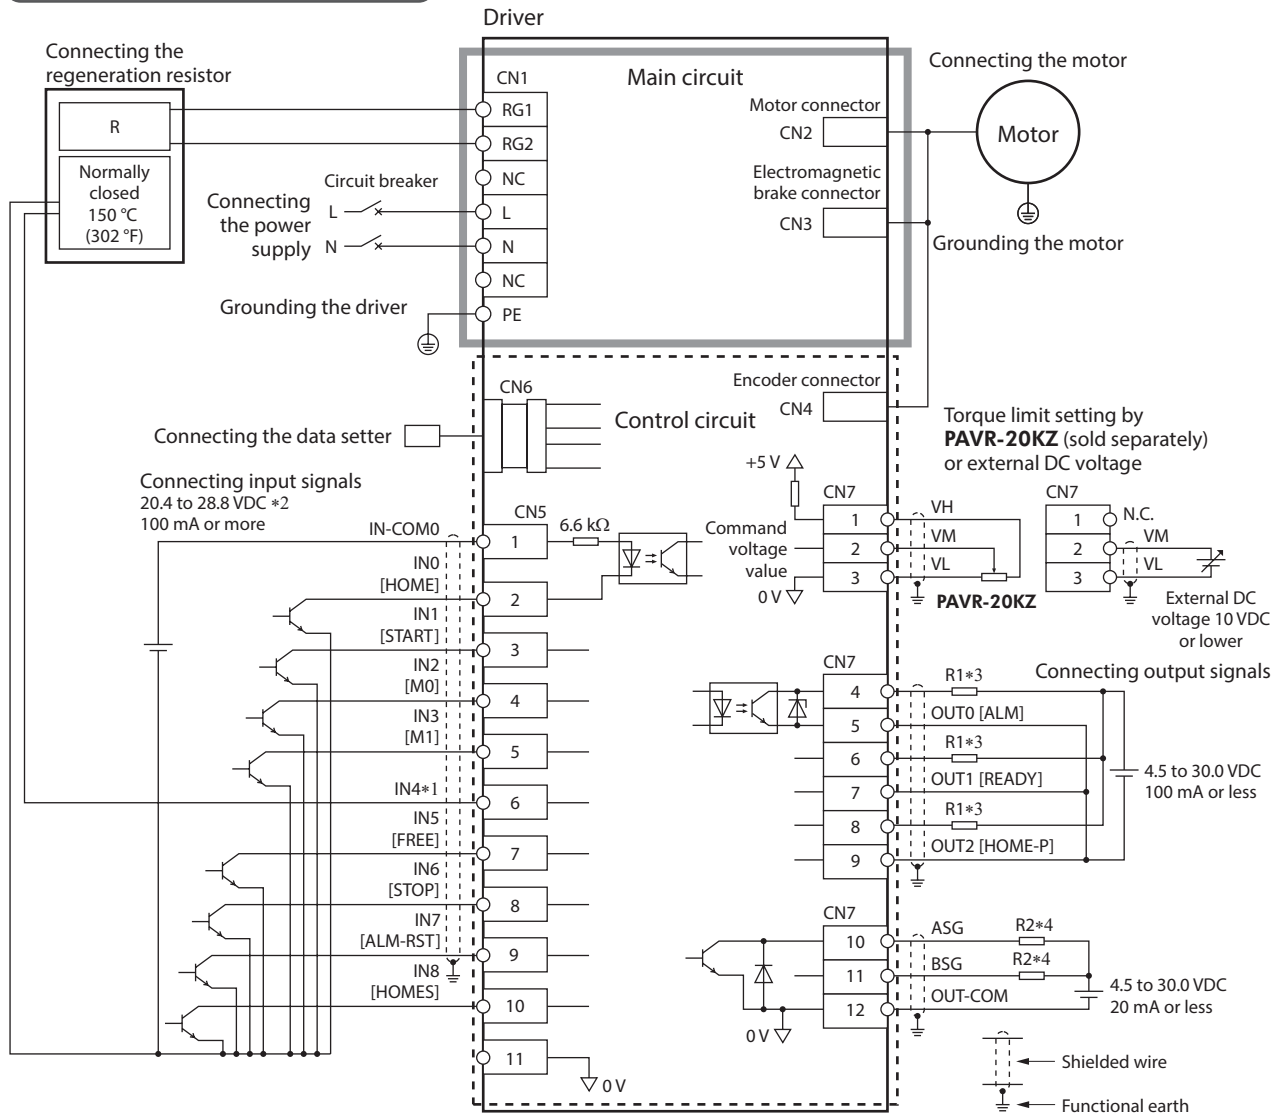 Driver
Connecting the
regeneration resistor
R
Normally
closed
150 °C
(302 °F)
Circuit breaker
Connecting
the power
supply
L
N
Grounding the driver
CN1
RG1
RG2
NC
L
N
NC
PE
Main circuit
Motor connector
CN2
Electromagnetic
brake connector
CN3
Connecting the motor
Motor
Grounding the motor
Encoder connector
CN4
CN6
Control circuit
Connecting the data setter
Connecting input signals
20.4 to 28.8 VDC *2
100 mA or more
IN-COM0
IN0
[HOME]
IN1
[START]
IN2
[M0]
IN3
[M1]
IN4*1
IN5
[FREE]
IN6
[STOP]
IN7
[ALM-RST]
IN8
[HOMES]
CN5
1
2
3
4
5
6
7
8
9
10
11
6.6 kΩ
0 V
+5 V
Command
voltage
value
0 V
CN7
1
2
3
VH
VM
VL
PAVR-20KZ
Torque limit setting by
PAVR-20KZ (sold separately)
or external DC voltage
CN7
1
2
3
N.C.
VM
VL
External DC
voltage 10 VDC
or lower
Connecting output signals
CN7
4
5
6
7
8
9
R1*3
OUT0 [ALM]
R1*3
OUT1 [READY]
R1*3
OUT2 [HOME-P]
4.5 to 30.0 VDC
100 mA or less
CN7
10
11
12
0 V
ASG
R2*4
BSG
R2*4
OUT-COM
4.5 to 30.0 VDC
20 mA or less
Shielded wire
Functional earth